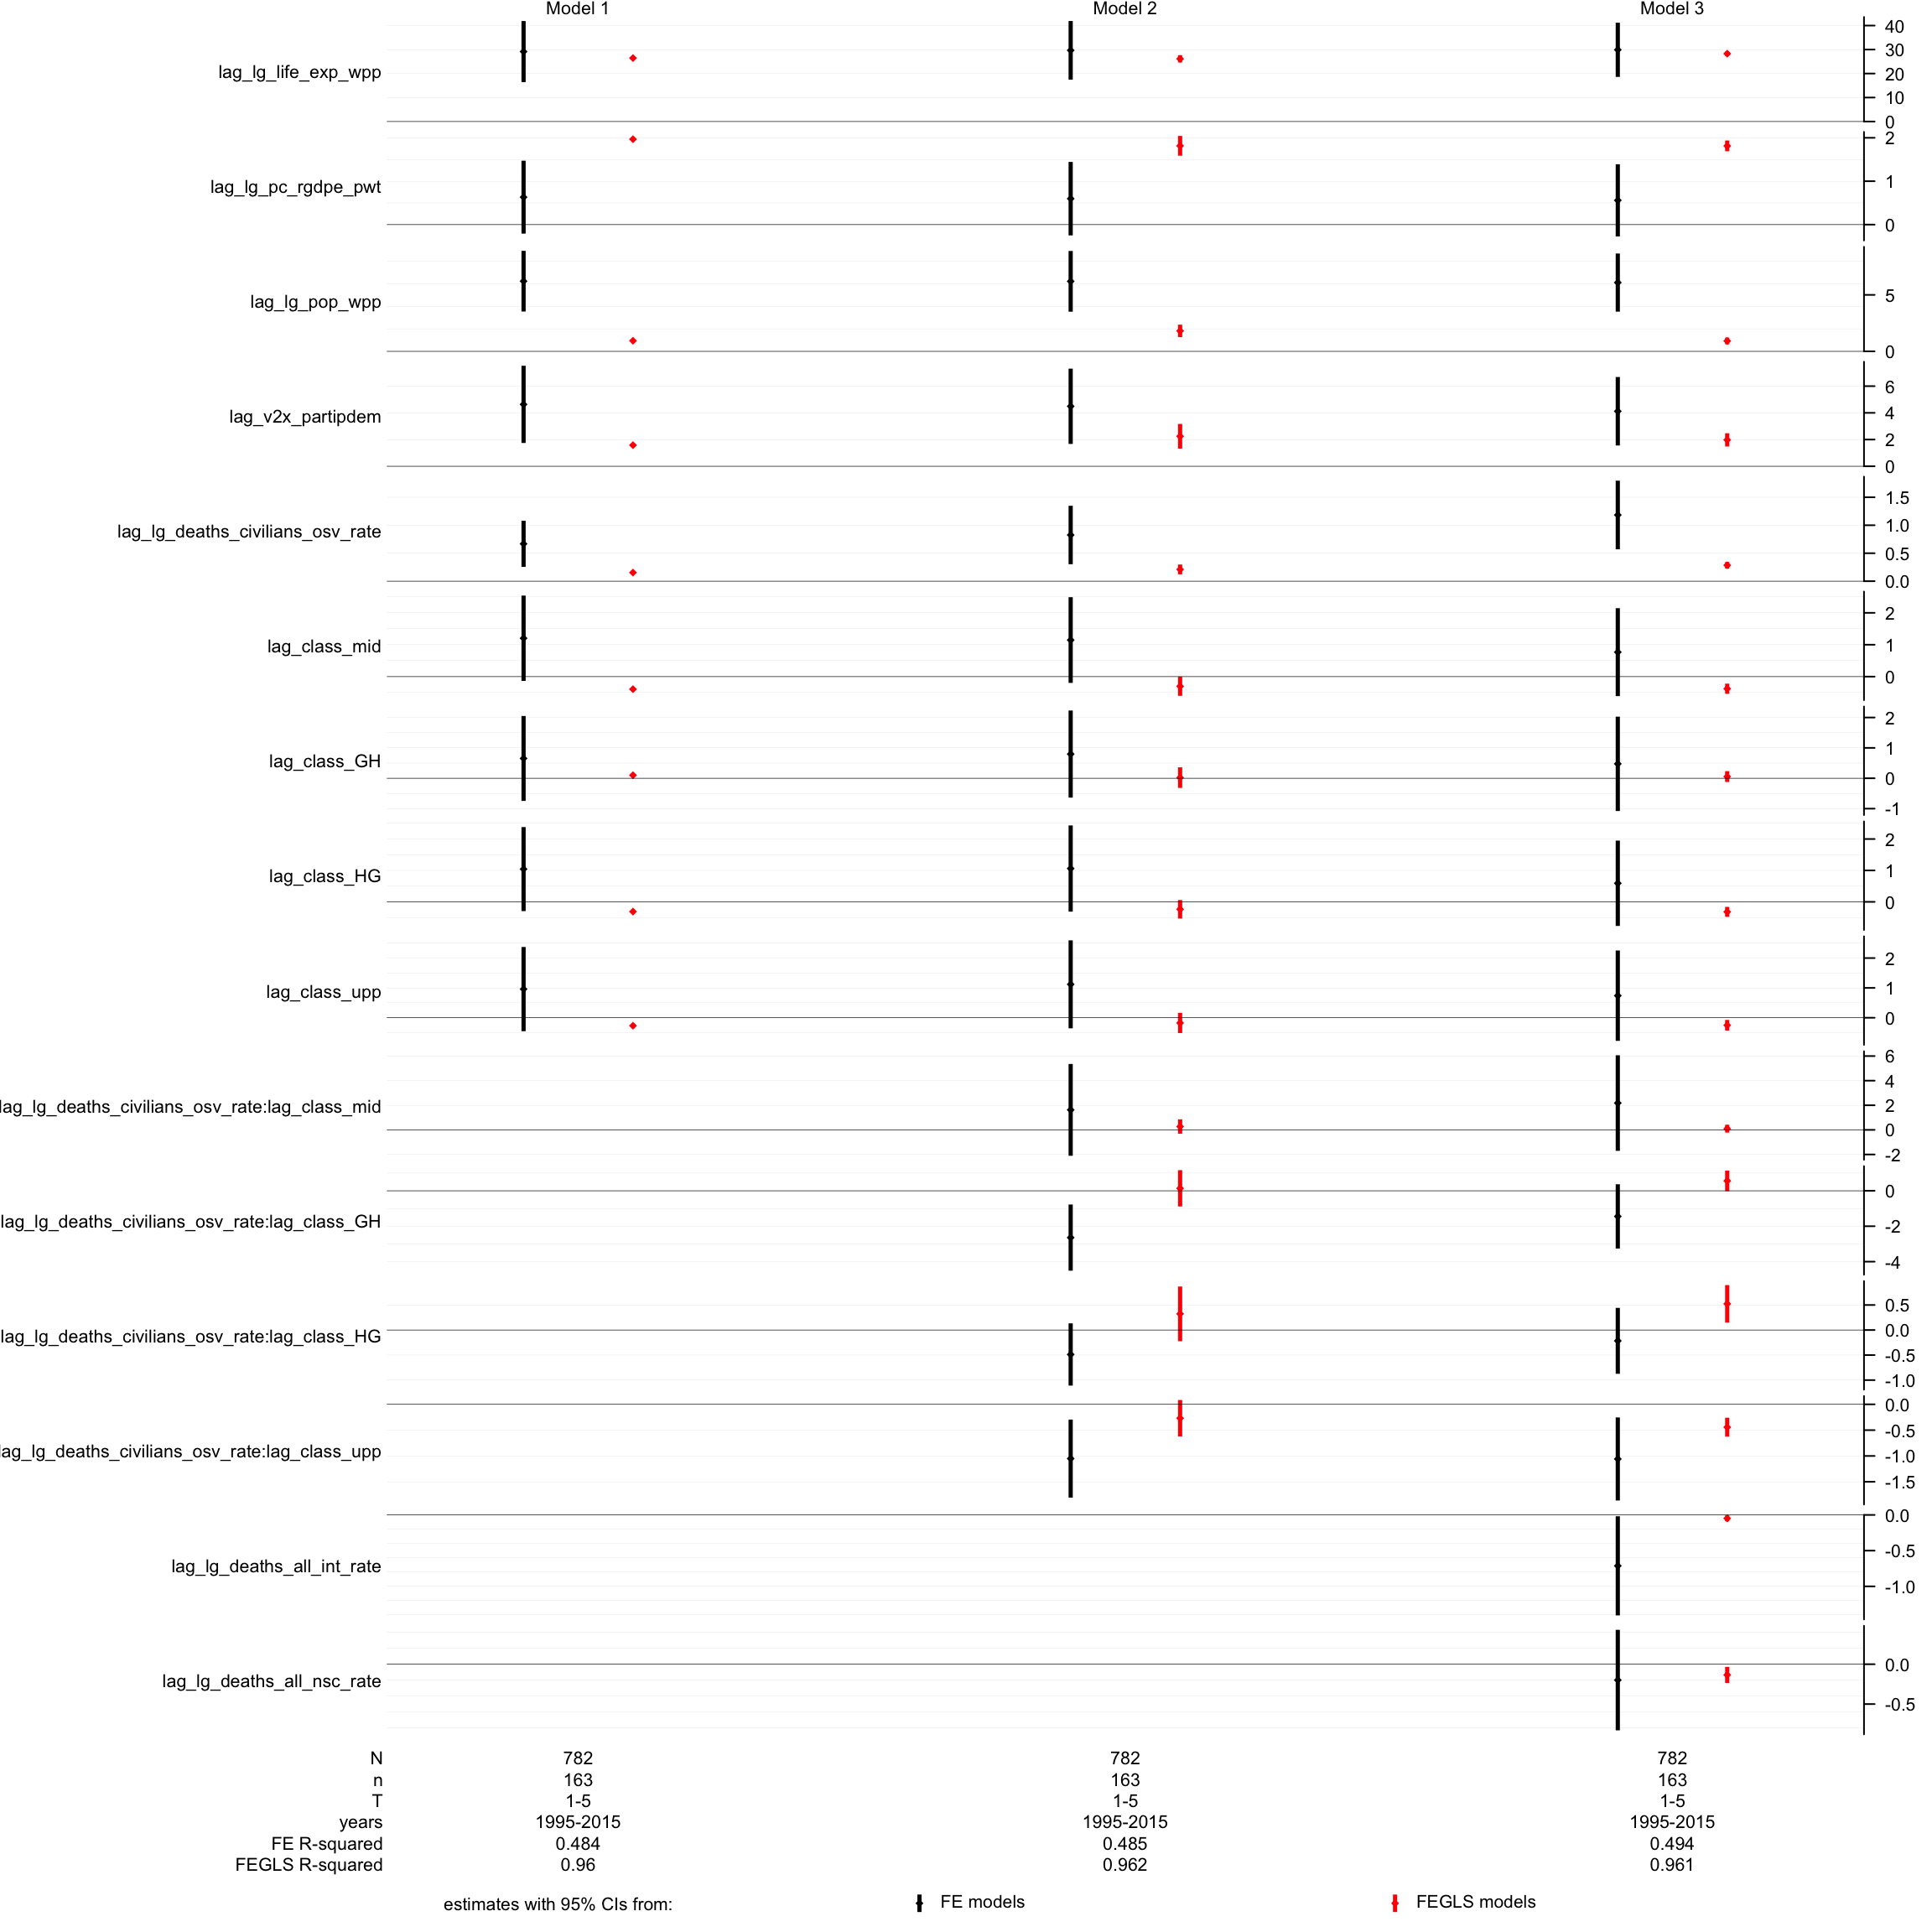 Model 1 Model 2 Model 3
lag_lg_life_exp_wpp
40
30
20
10
0
lag_lg_pc_rgdpe_pwt
2
1
0
lag_lg_pop_wpp
5
0
lag_v2x_partipdem
6
4
2
0
lag_lg_deaths_civilians_osv_rate
1.5
1.0
0.5
0.0
lag_class_mid
2
1
0
lag_class_GH
2
1
0
-1
lag_class_HG
2
1
0
lag_class_upp
2
1
0
lag_lg_deaths_civilians_osv_rate:lag_class_mid
6
4
2
0
-2
lag_lg_deaths_civilians_osv_rate:lag_class_GH
0
-2
-4
lag_lg_deaths_civilians_osv_rate:lag_class_HG
0.5
0.0
-0.5
-1.0
lag_lg_deaths_civilians_osv_rate:lag_class_upp
0.0
-0.5
-1.0
-1.5
lag_lg_deaths_all_int_rate
0.0
-0.5
-1.0
lag_lg_deaths_all_nsc_rate
0.0
-0.5
N 782 782 782
n 163 163 163
T 1-5 1-5 1-5
years 1995-2015 1995-2015 1995-2015
FE R-squared 0.484 0.485 0.494
FEGLS R-squared 0.96 0.962 0.961
estimates with 95% CIs from: FE models FEGLS models